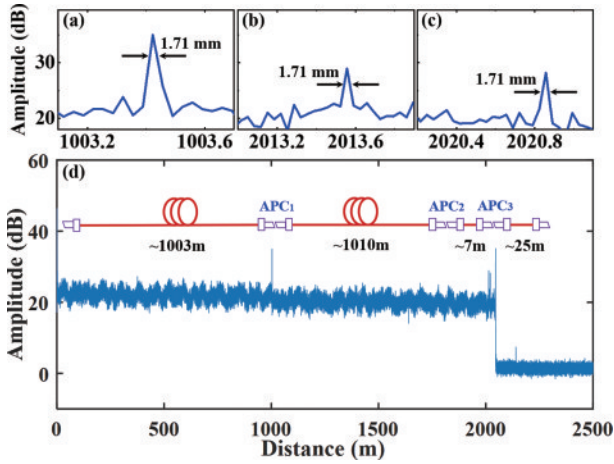 (a) (b) (c)
1.71 mm 1.71 mm 1.71 mm
Amplitude (dB)
30
20
1003.2 1003.6 2013.2 2013.6 2020.4 2020.8
(d)
APC1 APC2 APC3
~1003m ~1010m ~7m ~25m
Amplitude (dB)
60
40
20
0
0 500 1000 1500 2000 2500
Distance (m)